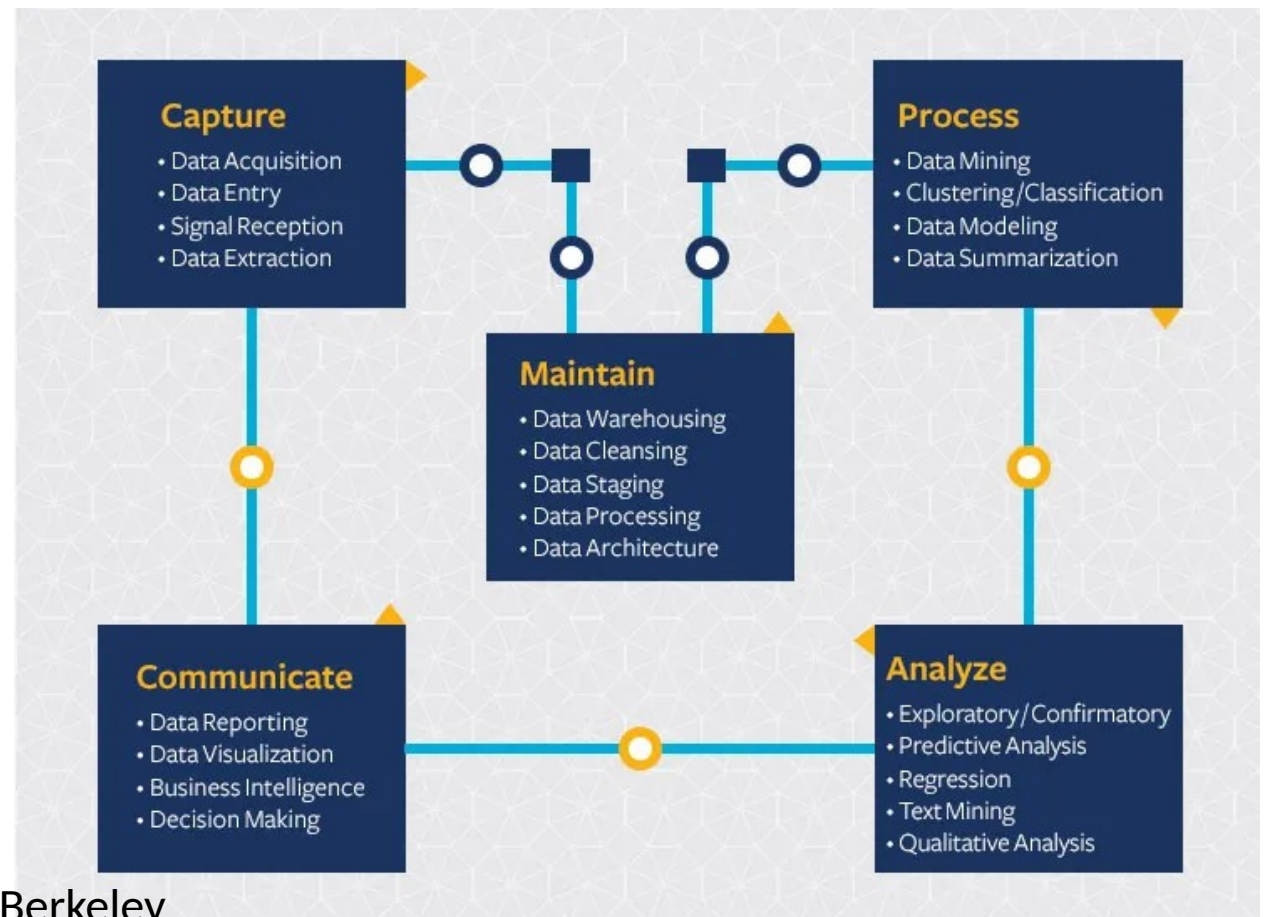 Capture
• Data Acquisition
• Data Entry
• Signal Reception
• Data Extraction
Process
• Data Mining
• Clustering/Classification
• Data Modeling
• Data Summarization
Maintain
• Data Warehousing
• Data Cleansing
• Data Staging
• Data Processing
• Data Architecture
Communicate
• Data Reporting
• Data Visualization
• Business Intelligence
• Decision Making
Analyze
• Exploratory/Confirmatory
• Predictive Analysis
• Regression
• Text Mining
• Qualitative Analysis
Berkeley